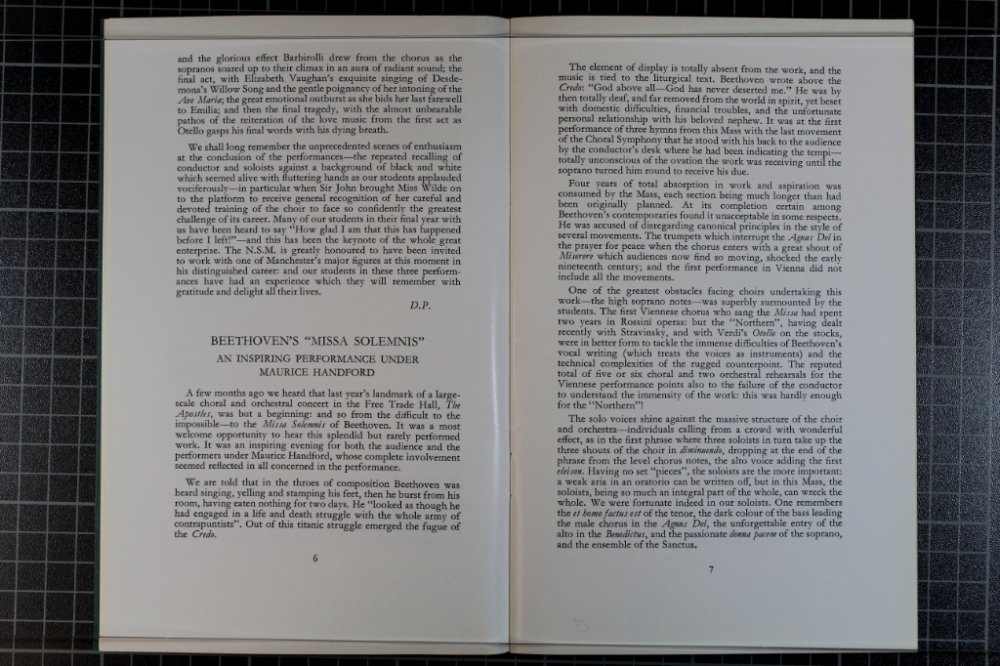 and the glorious effect Barbirolli drew from the chorus as the
sopranos soared up to their climax in an aura of radiant sound; the
final act, with Elizabeth Vaughan's exquisite singing of Desde-
mona's Willow Song and the gentle poignancy of her intoning of the
Ave Maria; the great emotional outburst as she bids her last farewell
to Emilia; and then the final tragedy, with the almost unbearable
pathos of the reiteration of the love music from the first act as
Otello gasps his final words with his dying breath.
We shall long remember the unprecedented scenes of enthusiasm
at the conclusion of the performances—the repeated recalling of
conductor and soloists against a background of black and white
which seemed alive with fluttering hands as our students applauded
vociferously—in particular when Sir John brought Miss Wilde on
to the platform to receive general recognition of her careful and
devoted training of the choir to face so confidently the greatest
challenge of its career. Many of our students in their final year with
us have been heard to say "How glad I am that this has happened
before I left!"—and this has been the keynote of the whole great
enterprise. The N.S.M. is greatly honoured to have been invited
to work with one of Manchester's major figures at this moment in
his distinguished career: and our students in these three perform-
ances have had an experience which they will remember with
gratitude and delight all their lives.
D.P.
BEETHOVEN'S "MISSA SOLEMNIS"
AN INSPIRING PERFORMANCE UNDER
MAURICE HANDFORD
A few months ago we heard that last year's landmark of a large-
scale choral and orchestral concert in the Free Trade Hall, The
Apostles, was but a beginning: and so from the difficult to the
impossible—to the Missa Solemnis of Beethoven. It was a most
welcome opportunity to hear this splendid but rarely performed
work. It was an inspiring evening for both the audience and the
performers under Maurice Handford, whose complete involvement
seemed reflected in all concerned in the performance.
We are told that in the throes of composition Beethoven was
heard singing, yelling and stamping his feet, then he burst from his
room, having eaten nothing for two days. He "looked as though he
had engaged in a life and death struggle with the whole army of
contrapuntists". Out of this titanic struggle emerged the fugue of
the Credo.
6
The element of display is totally absent from the work, and the
music is tied to the liturgical text. Beethoven wrote above the
Credo: "God above all—God has never deserted me." He was by
then totally deaf, and far removed from the world in spirit, yet beset
with domestic difficulties, financial troubles, and the unfortunate
personal relationship with his beloved nephew. It was at the first
performance of three hymns from this Mass with the last movement
of the Choral Symphony that he stood with his back to the audience
by the conductor's desk where he had been indicating the tempi—
totally unconscious of the ovation the work was receiving until the
soprano turned him round to receive his due.
Four years of total absorption in work and aspiration was
consumed by the Mass, each section being much longer than had
been originally planned. At its completion certain among
Beethoven's contemporaries found it unacceptable in some respects.
He was accused of disregarding canonical principles in the style of
several movements. The trumpets which interrupt the Agnus Dei in
the prayer for peace when the chorus enters with a great shout of
Miserere which audiences now find so moving, shocked the early
nineteenth century; and the first performance in Vienna did not
include all the movements.
One of the greatest obstacles facing choirs undertaking this
work—the high soprano notes—was superbly surmounted by the
students. The first Viennese chorus who sang the Missa had spent
two years in Rossini operas: but the "Northern", having dealt
recently with Stravinsky, and with Verdi's Otello on the stocks,
were in better form to tackle the immense difficulties of Beethoven's
vocal writing (which treats the voices as instruments) and the
technical complexities of the rugged counterpoint. The reputed
total of five or six choral and two orchestral rehearsals for the
Viennese performance points also to the failure of the conductor
to understand the immensity of the work: this was hardly enough
for the "Northern"!
The solo voices shine against the massive structure of the choir
and orchestra—individuals calling from a crowd with wonderful
effect, as in the first phrase where three soloists in turn take up the
three shouts of the choir in diminuendo, dropping at the end of the
phrase from the level chorus notes, the alto voice adding the first
eleison. Having no set "pieces", the soloists are the more important:
a weak aria in an oratorio can be written off, but in this Mass, the
soloists, being so much an integral part of the whole, can wreck the
whole. We were fortunate indeed in our soloists. One remembers
the et homo factus est of the tenor, the dark colour of the bass leading
the male chorus in the Agnus Dei, the unforgettable entry of the
alto in the Benedictus, and the passionate donna pacem of the soprano,
and the ensemble of the Sanctus.
7